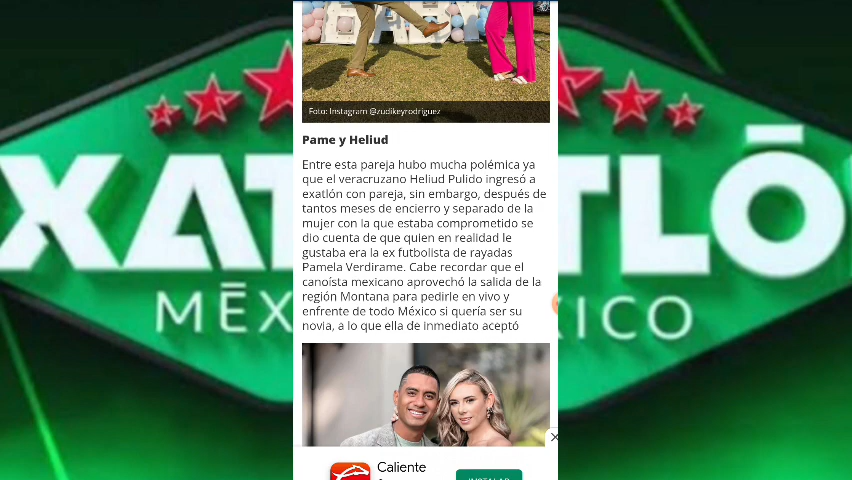 Foto: Instagram @zudikeyrodriguez
Pame y Heliud
Entre esta pareja hubo mucha polémica ya
que el veracruzano Heliud Pulido ingresó a
exatlón con pareja, sin embargo, después de
tantos meses de encierro y separado de la
mujer con la que estaba comprometido se
dio cuenta de que quien en realidad le
gustaba era la ex futbolista de rayadas
Pamela Verdirame. Cabe recordar que el
canoísta mexicano aprovechó la salida de la
región Montana para pedirle en vivo y
enfrente de todo México si quería ser su
novia, a lo que ella de inmediato aceptó
XAT
TLŌ
MĒX
XICO
Caliente